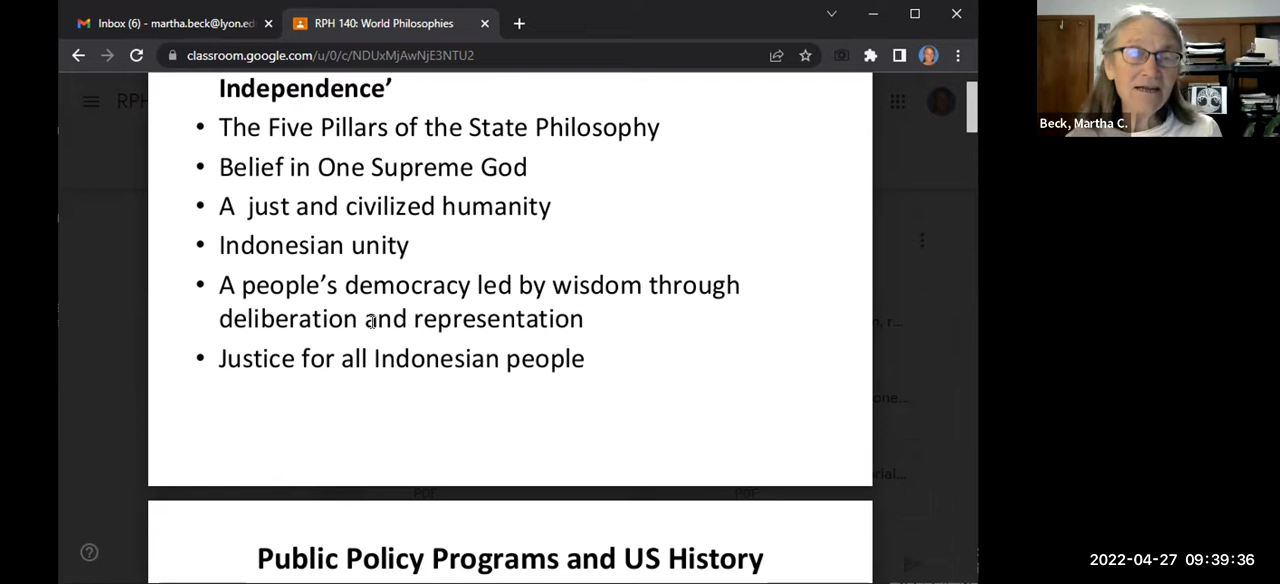 Inbox (6) - martha.beck@lyon.ed
RPH 140: World Philosophies
classroom.google.com/u/0/c/NDUxMjAwNjE3NTU2
RPH
Independence’
• The Five Pillars of the State Philosophy
• Belief in One Supreme God
• A just and civilized humanity
• Indonesian unity
• A people’s democracy led by wisdom through
deliberation and representation
• Justice for all Indonesian people
PDF PDF
Public Policy Programs and US History
Beck, Martha C.
2022-04-27 09:39:36